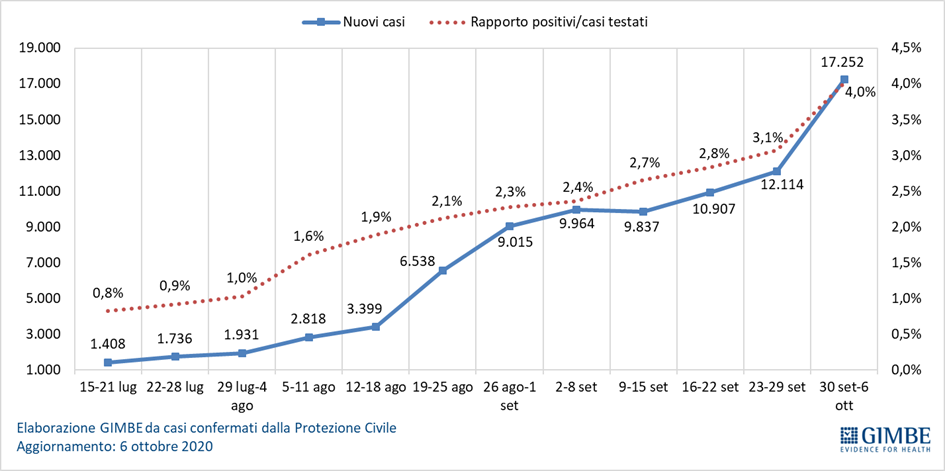 Nuovi casi Rapporto positivi/casi testati
19.000 4,5%
17.000 4,0%
15.000 3,5%
13.000 3,0%
11.000 2,5%
9.000 2,0%
7.000 1,5%
5.000 1,0%
3.000 0,5%
1.000 0,0%
0,8% 0,9% 1,0% 1,6% 1,9% 2,1% 2,3% 2,4% 2,7% 2,8% 3,1% 4,0%
1.408 1.736 1.931 2.818 3.399 6.538 9.015 9.964 9.837 10.907 12.114 17.252
15-21 lug 22-28 lug 29 lug-4 5-11 ago 12-18 ago 19-25 ago 26 ago-1 2-8 set 9-15 set 16-22 set 23-29 set 30 set-6
ago set ott
Elaborazione GIMBE da casi confermati dalla Protezione Civile
Aggiornamento: 6 ottobre 2020
GIMBE
EVIDENCE FOR HEALTH